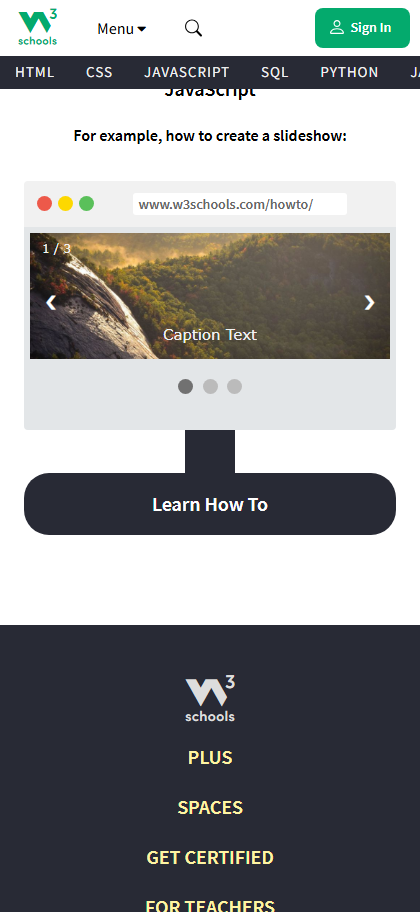 W3
schools
Menu
Sign In
HTML CSS JAVASCRIPT SQL PYTHON
JavaScript
For example, how to create a slideshow:
www.w3schools.com/howto/
1 / 3
❮ ❯
Caption Text
Learn How To
W3
schools
PLUS
SPACES
GET CERTIFIED
FOR TEACHERS